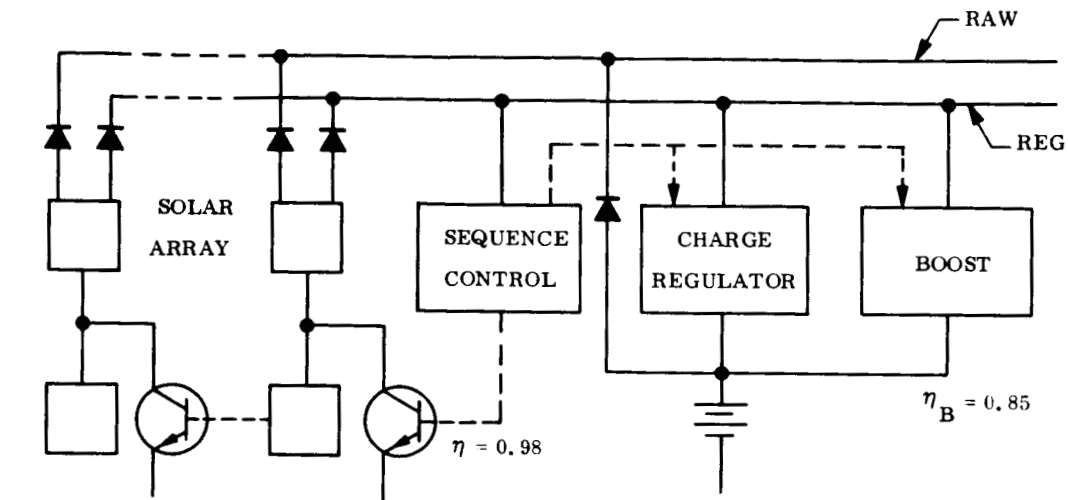 RAW
REG
SOLAR
ARRAY
SEQUENCE
CONTROL
CHARGE
REGULATOR
BOOST
η = 0.98
η_B = 0.85